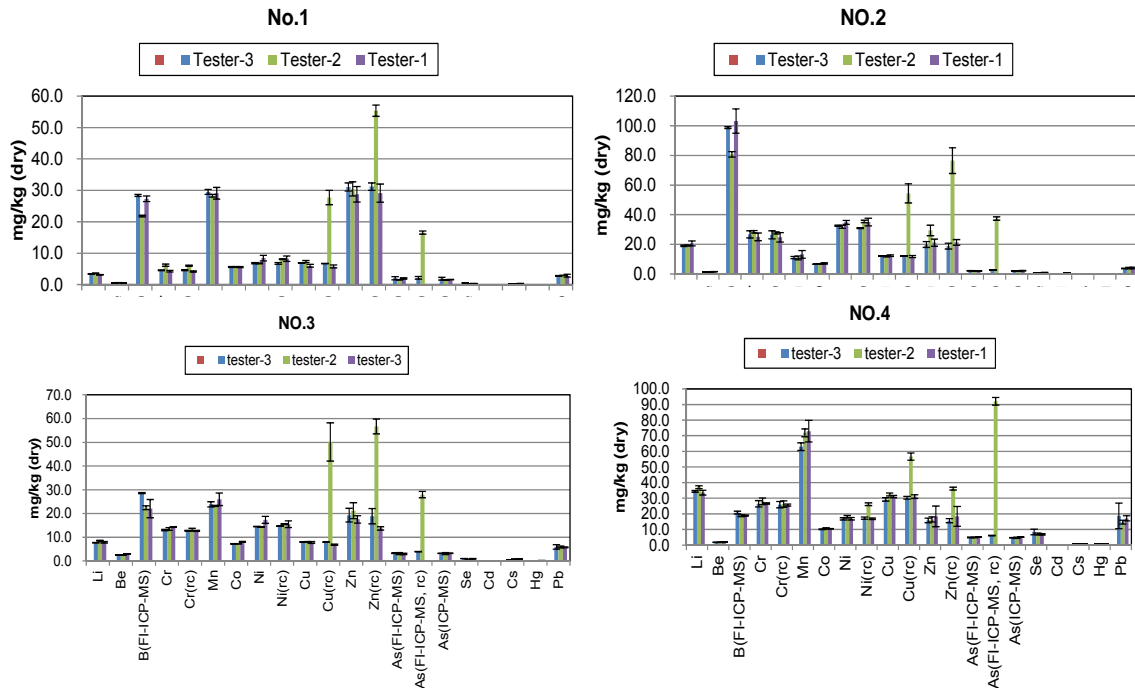 No.1
Tester-3 Tester-2 Tester-1
60.0
50.0
40.0
30.0
20.0
10.0
0.0
mg/kg (dry)
NO.2
Tester-3 Tester-2 Tester-1
120.0
100.0
80.0
60.0
40.0
20.0
0.0
mg/kg (dry)
NO.3
tester-3 tester-2 tester-3
70.0
60.0
50.0
40.0
30.0
20.0
10.0
0.0
mg/kg (dry)
Li
Be
B(FI-ICP-MS)
Cr
Cr(rc)
Mn
Co
Ni
Ni(rc)
Cu
Cu(rc)
Zn
Zn(rc)
As(FI-ICP-MS)
As(FI-ICP-MS, rc)
As(ICP-MS)
Se
Cd
Cs
Hg
Pb
NO.4
tester-3 tester-2 tester-1
100.0
90.0
80.0
70.0
60.0
50.0
40.0
30.0
20.0
10.0
0.0
mg/kg (dry)
Li
Be
B(FI-ICP-MS)
Cr
Cr(rc)
Mn
Co
Ni
Ni(rc)
Cu
Cu(rc)
Zn
Zn(rc)
As(FI-ICP-MS)
As(FI-ICP-MS, rc)
As(ICP-MS)
Se
Cd
Cs
Hg
Pb